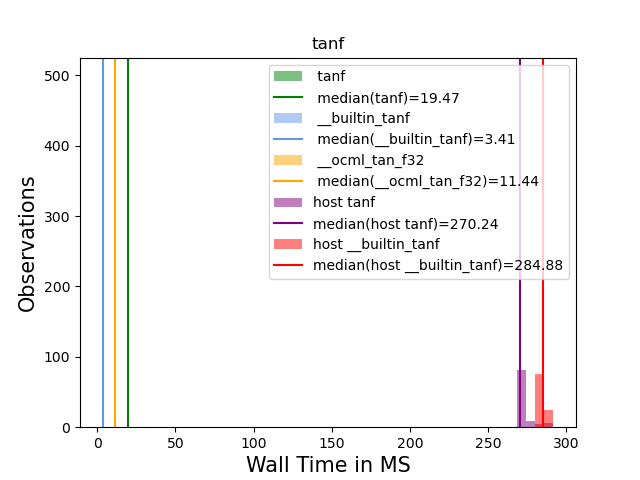 tanf
500
400
300
200
100
0
Observations
tanf
median(tanf)=19.47
__builtin_tanf
median(__builtin_tanf)=3.41
__ocml_tan_f32
median(__ocml_tan_f32)=11.44
host tanf
median(host tanf)=270.24
host __builtin_tanf
median(host __builtin_tanf)=284.88
0 50 100 150 200 250 300
Wall Time in MS